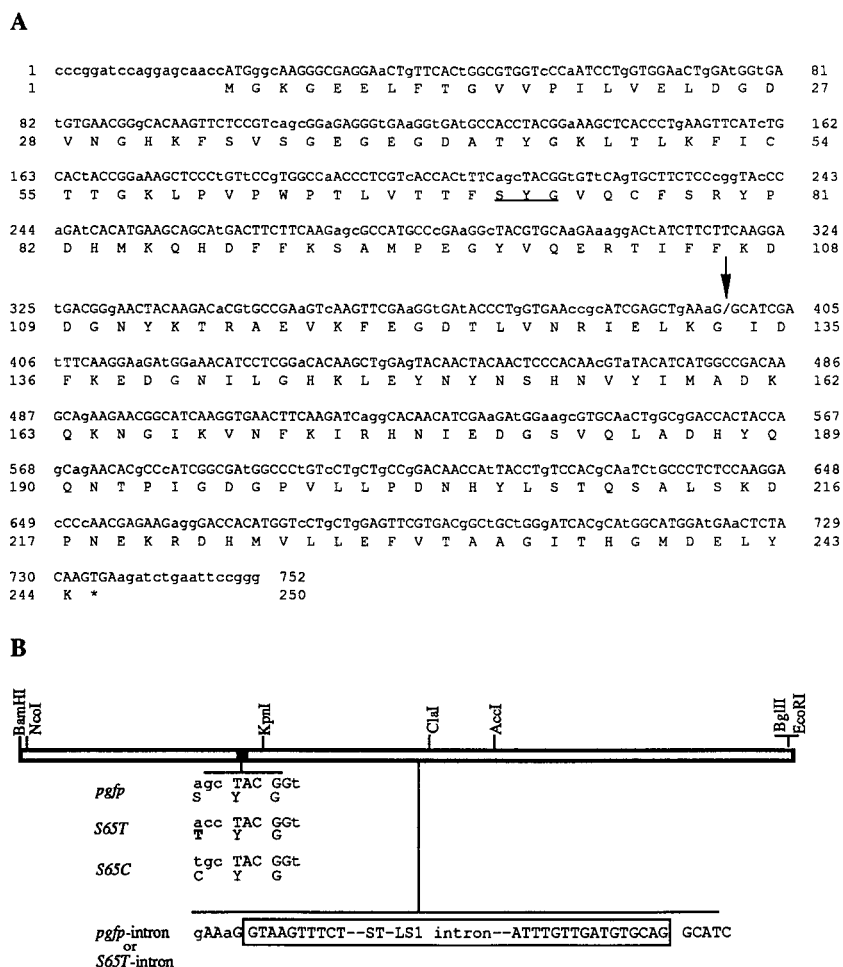 A
1 cccggatccaggagcaaccATGggcAAGGGCGAGGAaCTgTTCACtGGCGTGGTcCCaATCCTgGTGGAaCTgGAtGGtGA 81
1 M G K G E E L F T G V V P I L V E L D G D 27
82 tGTGAACGGgCACAAGTTCTCCGTcagcGGaGAGGGtGAaGGtGAtGCCACCTACGGaAAGCTCACCCTgAAGTTCATCTG 162
28 V N G H K F S V S G E G E G D A T Y G K L T L K F I C 54
163 CACtACCGGaAAGCTCCCtGTtCCgTGGCCaACCCTCGTcACCACtTTCagcTACGGtGTtCAgTGCTTCTCCcggTAcCC 243
55 T T G K L P V P W P T L V T T F S Y G V Q C F S R Y P 81
244 aGAtCACATGAAGCAGCAtGACTTCTTCAAGagcGCCATGCCCGAaGGcTACGTGCAaGAaaggACtATCTTCTTCAAGGA 324
82 D H M K Q H D F F K S A M P E G Y V Q E R T I F F K D 108
325 tGACGGgAACTACAAGACaCGtGCCGAaGTcAAGTTCGAaGGtGATACCCTgGTGAAccgcATCGAGCTgAAaG/GCATCGA 405
109 D G N Y K T R A E V K F E G D T L V N R I E L K G I D 135
406 tTTCAAGGAaGAtGGaAACATCCTCGGaCACAAGCTGGAgTACAACTACAACTCCCACAAcGTaTACATCATGGCCGACAA 486
136 F K E D G N I L G H K L E Y N Y N S H N V Y I M A D K 162
487 GCAgAAGAACGGCATCAAGGTGAACTTCAAGATCaggCACAACATCGAaGAtGGaagcGTGCAaCTgGCgGACCACTACCA 567
163 Q K N G I K V N F K I R H N I E D G S V Q L A D H Y Q 189
568 gcagAACACgCCcATCGGCGAtGGCCCtGTcCTgCTgCCgGACAACCAtTACCTgTCCACgCAaTCtGCCCTCTCCAAGGA 648
190 Q N T P I G D G P V L L P D N H Y L S T Q S A L S K D 216
649 cCCcAACGAGAAGaggGACCACATGGTcCTgCTGGAGTTCGTGACGGCtGCtGGgATCACgCAtGGCATGGATGAaCTCTA 729
217 P N E K R D H M V L L E F V T A A G I T H G M D E L Y 243
730 CAAGTGAagatctgaattccggg 752
244 K * 250
B
BamHI NcoI KpnI ClaI AccI BglII EcoRI
pgfp agc TAC GGt
S Y G
S65T acc TAC GGt
T Y G
S65C tgc TAC GGt
C Y G
pgfp-intron gAAaG GTAAGTTTCT--ST-LS1 intron--ATTTGTTGATGTGCAG GCATC
or
S65T-intron